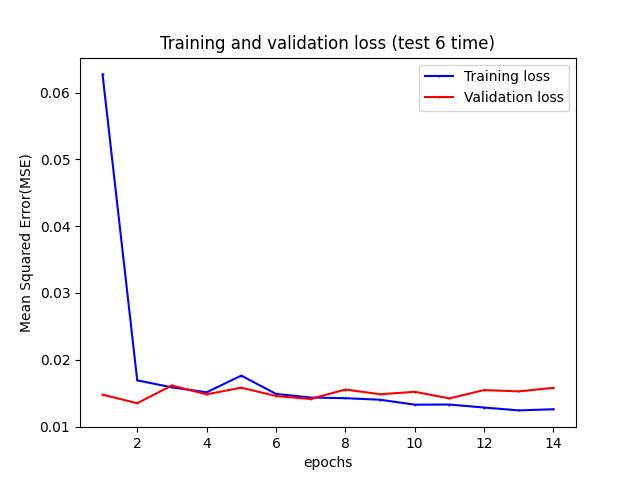 Training and validation loss (test 6 time)
Training loss
Validation loss
0.06
0.05
0.04
0.03
0.02
0.01
Mean Squared Error(MSE)
2 4 6 8 10 12 14
epochs